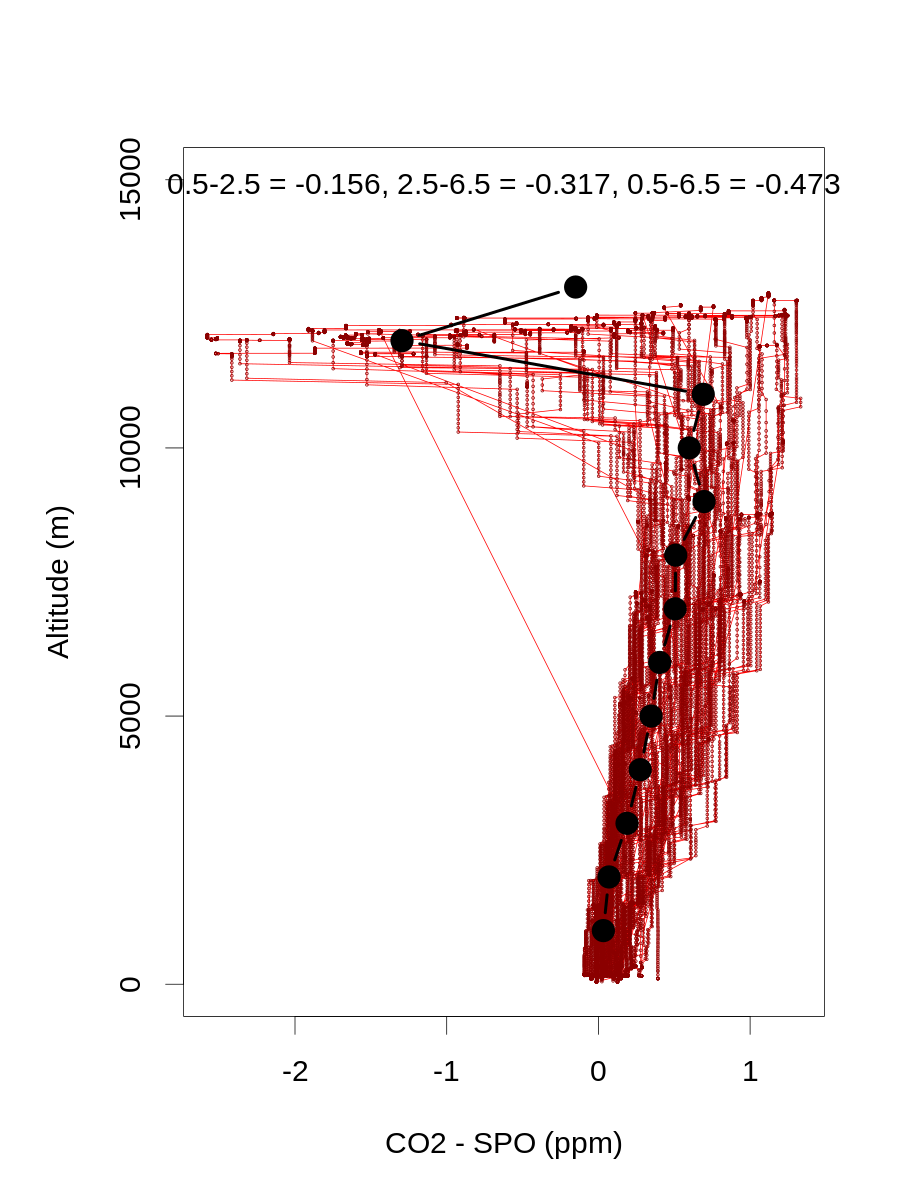 0.5-2.5 = -0.156, 2.5-6.5 = -0.317, 0.5-6.5 = -0.473
15000
10000
5000
0
Altitude (m)
-2 -1 0 1
CO2 - SPO (ppm)